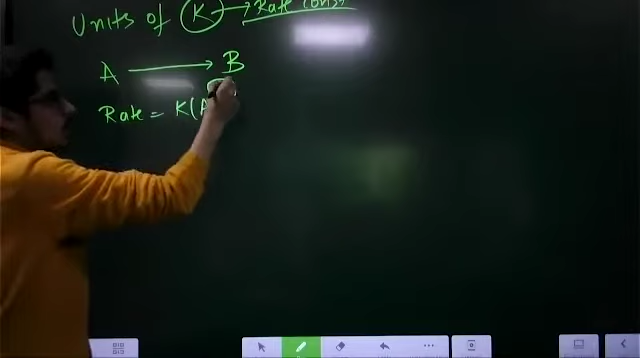 Units of K → Rate const
A → B
Rate = K(A